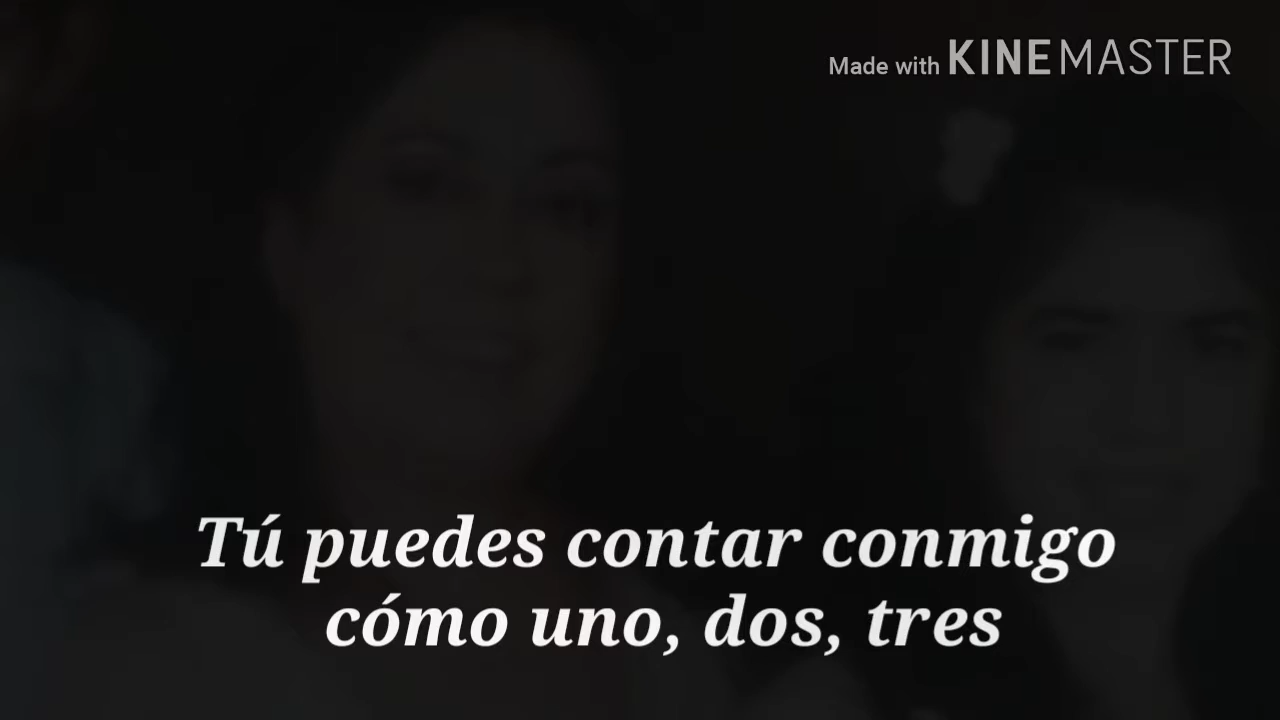 Made with KINEMASTER
Tú puedes contar conmigo
cómo uno, dos, tres